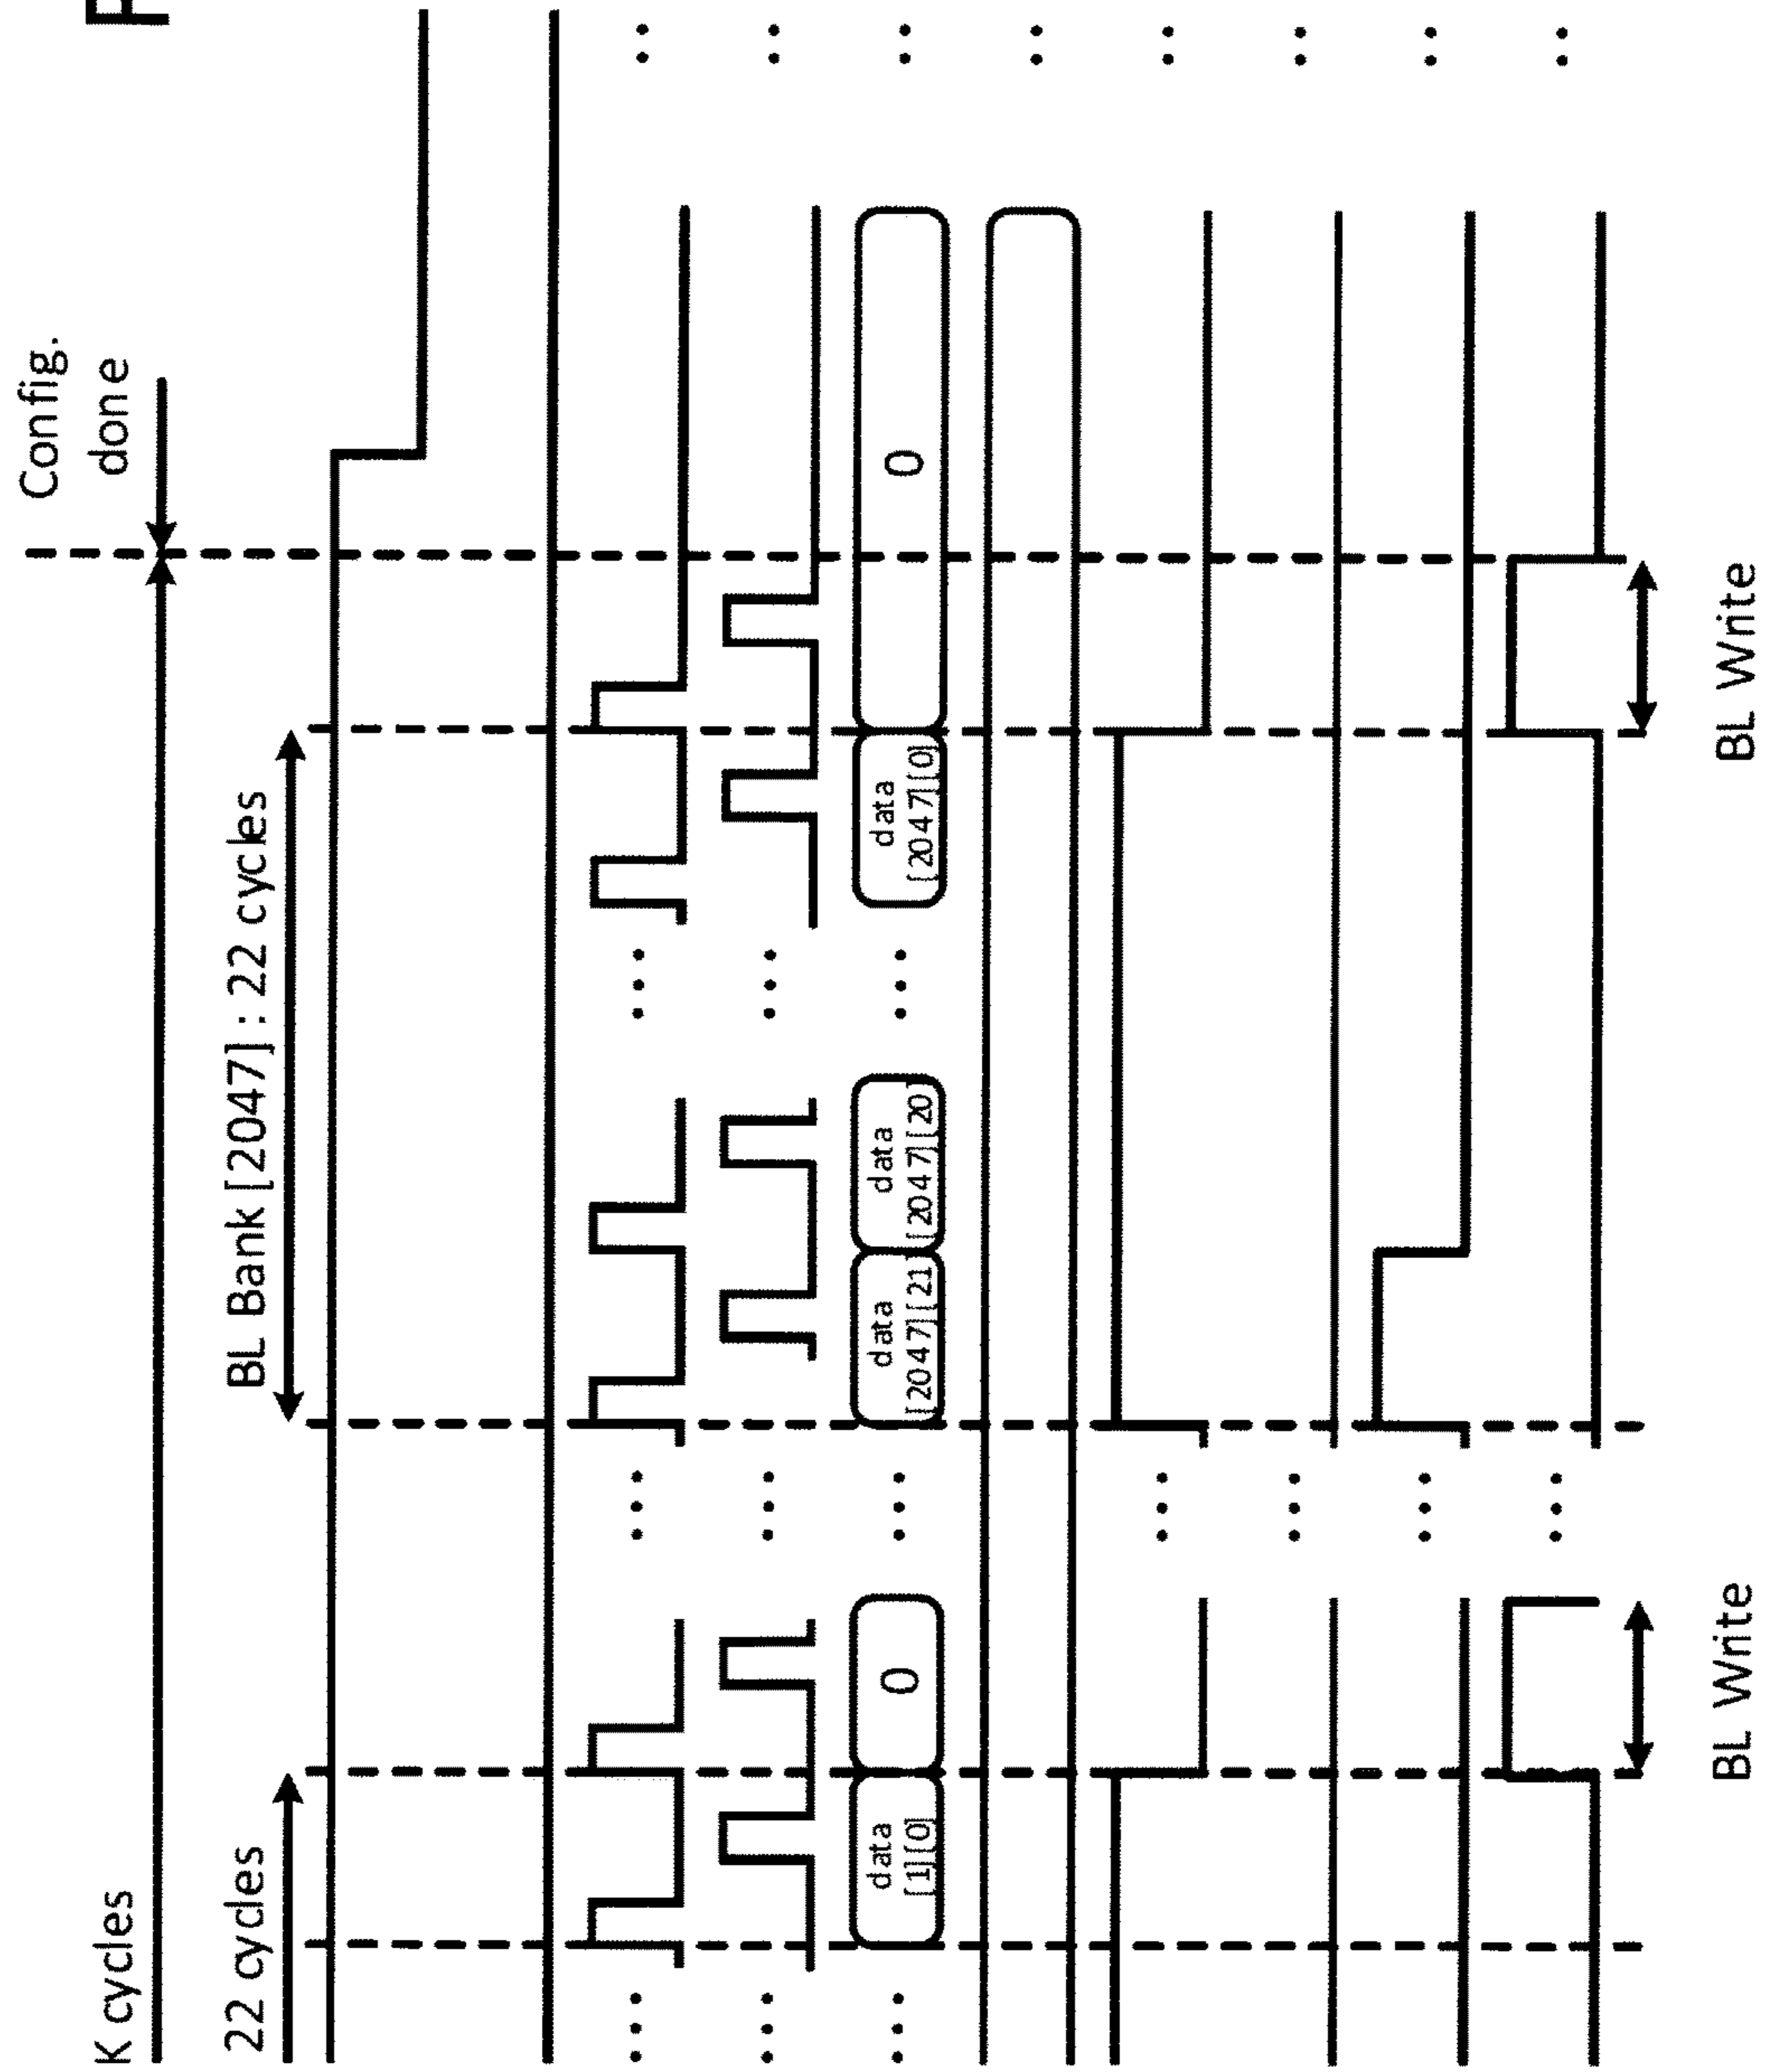 K cycles
Config.
done
22 cycles
BL Bank [2047] : 22 cycles
data
[1][0]
0
data
[2047][21]
data
[2047][20]
data
[2047][0]
0
BL Write
BL Write